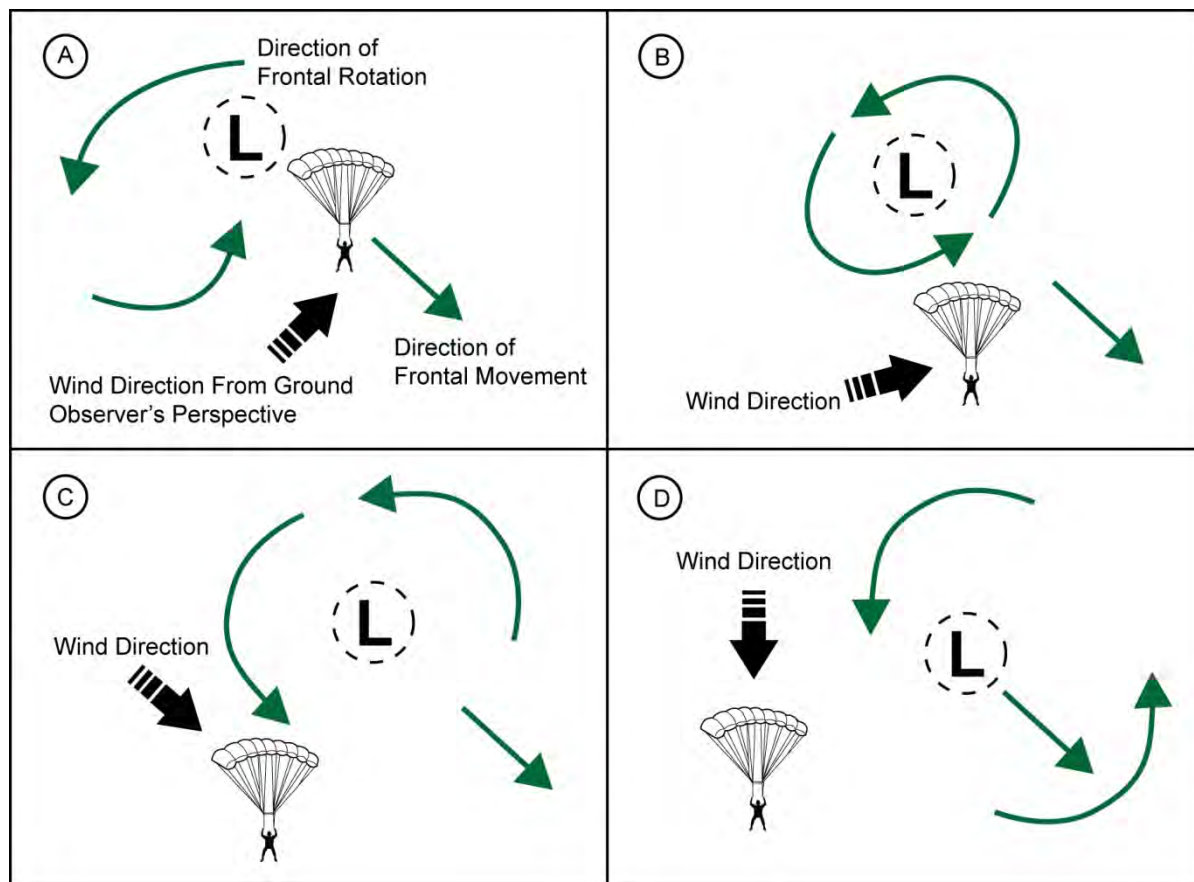 A
Direction of
Frontal Rotation
L
Direction of
Frontal Movement
Wind Direction From Ground
Observer's Perspective
B
L
Wind Direction
C
L
Wind Direction
D
Wind Direction
L